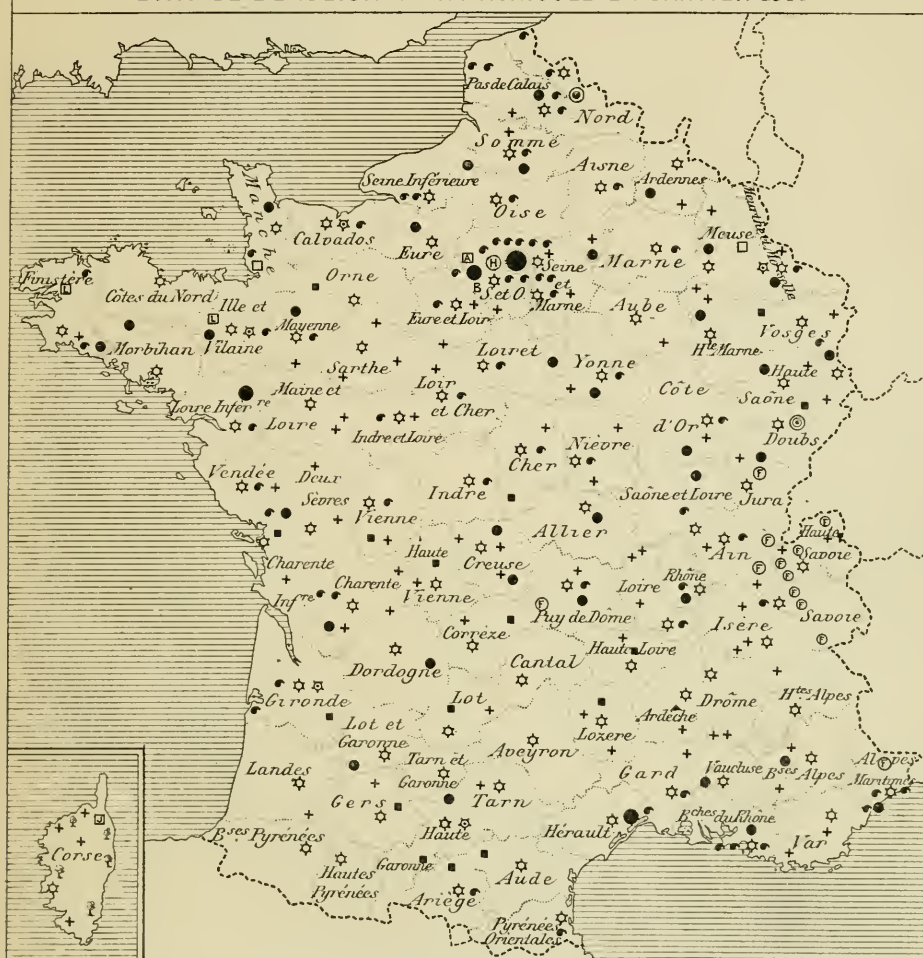 Pas de Calais
Nord
Somme
Aisne
Ardennes
Seine Inférieure
Oise
Manche
Calvados
Eure
Meuse
Meurthe et Moselle
Marne
A
H
Seine
B
S. et O.
et
Marne
Finistère
Côtes du Nord
Ille et
Vilaine
L
Orne
Mayenne
Eure et Loir
Aube
Vosges
Morbihan
Sarthe
Loiret
Yonne
Hte Marne
Haute
Saône
Loire Inférre
Maine et
Loire
Loir
et Cher
Côte
d'Or
Indre et Loire
Doubs
Cher
Nièvre
Vendée
Deux
Sèvres
Vienne
Indre
Saône et Loire
F
Jura
Allier
Ain
F
F
Haute
Savoie
Charente
Infre
Charente
Haute
Vienne
Creuse
Loire
Rhône
F
F
F
F
F
F
Puy de Dôme
Isère
Savoie
F
Corrèze
Haute Loire
Dordogne
Cantal
Gironde
Lot
Drôme
Htes Alpes
Ardèche
Lot et
Garonne
Lozère
Aveyron
Landes
Tarn et
Garonne
Gard
Vaucluse
Bses Alpes
Alpes
Maritimes
F
Gers
Tarn
Bses Pyrénées
Haute
Garonne
Hérault
Bches du Rhône
Var
Corse
Hautes
Pyrénées
Ariège
Aude
Pyrénées
Orientales